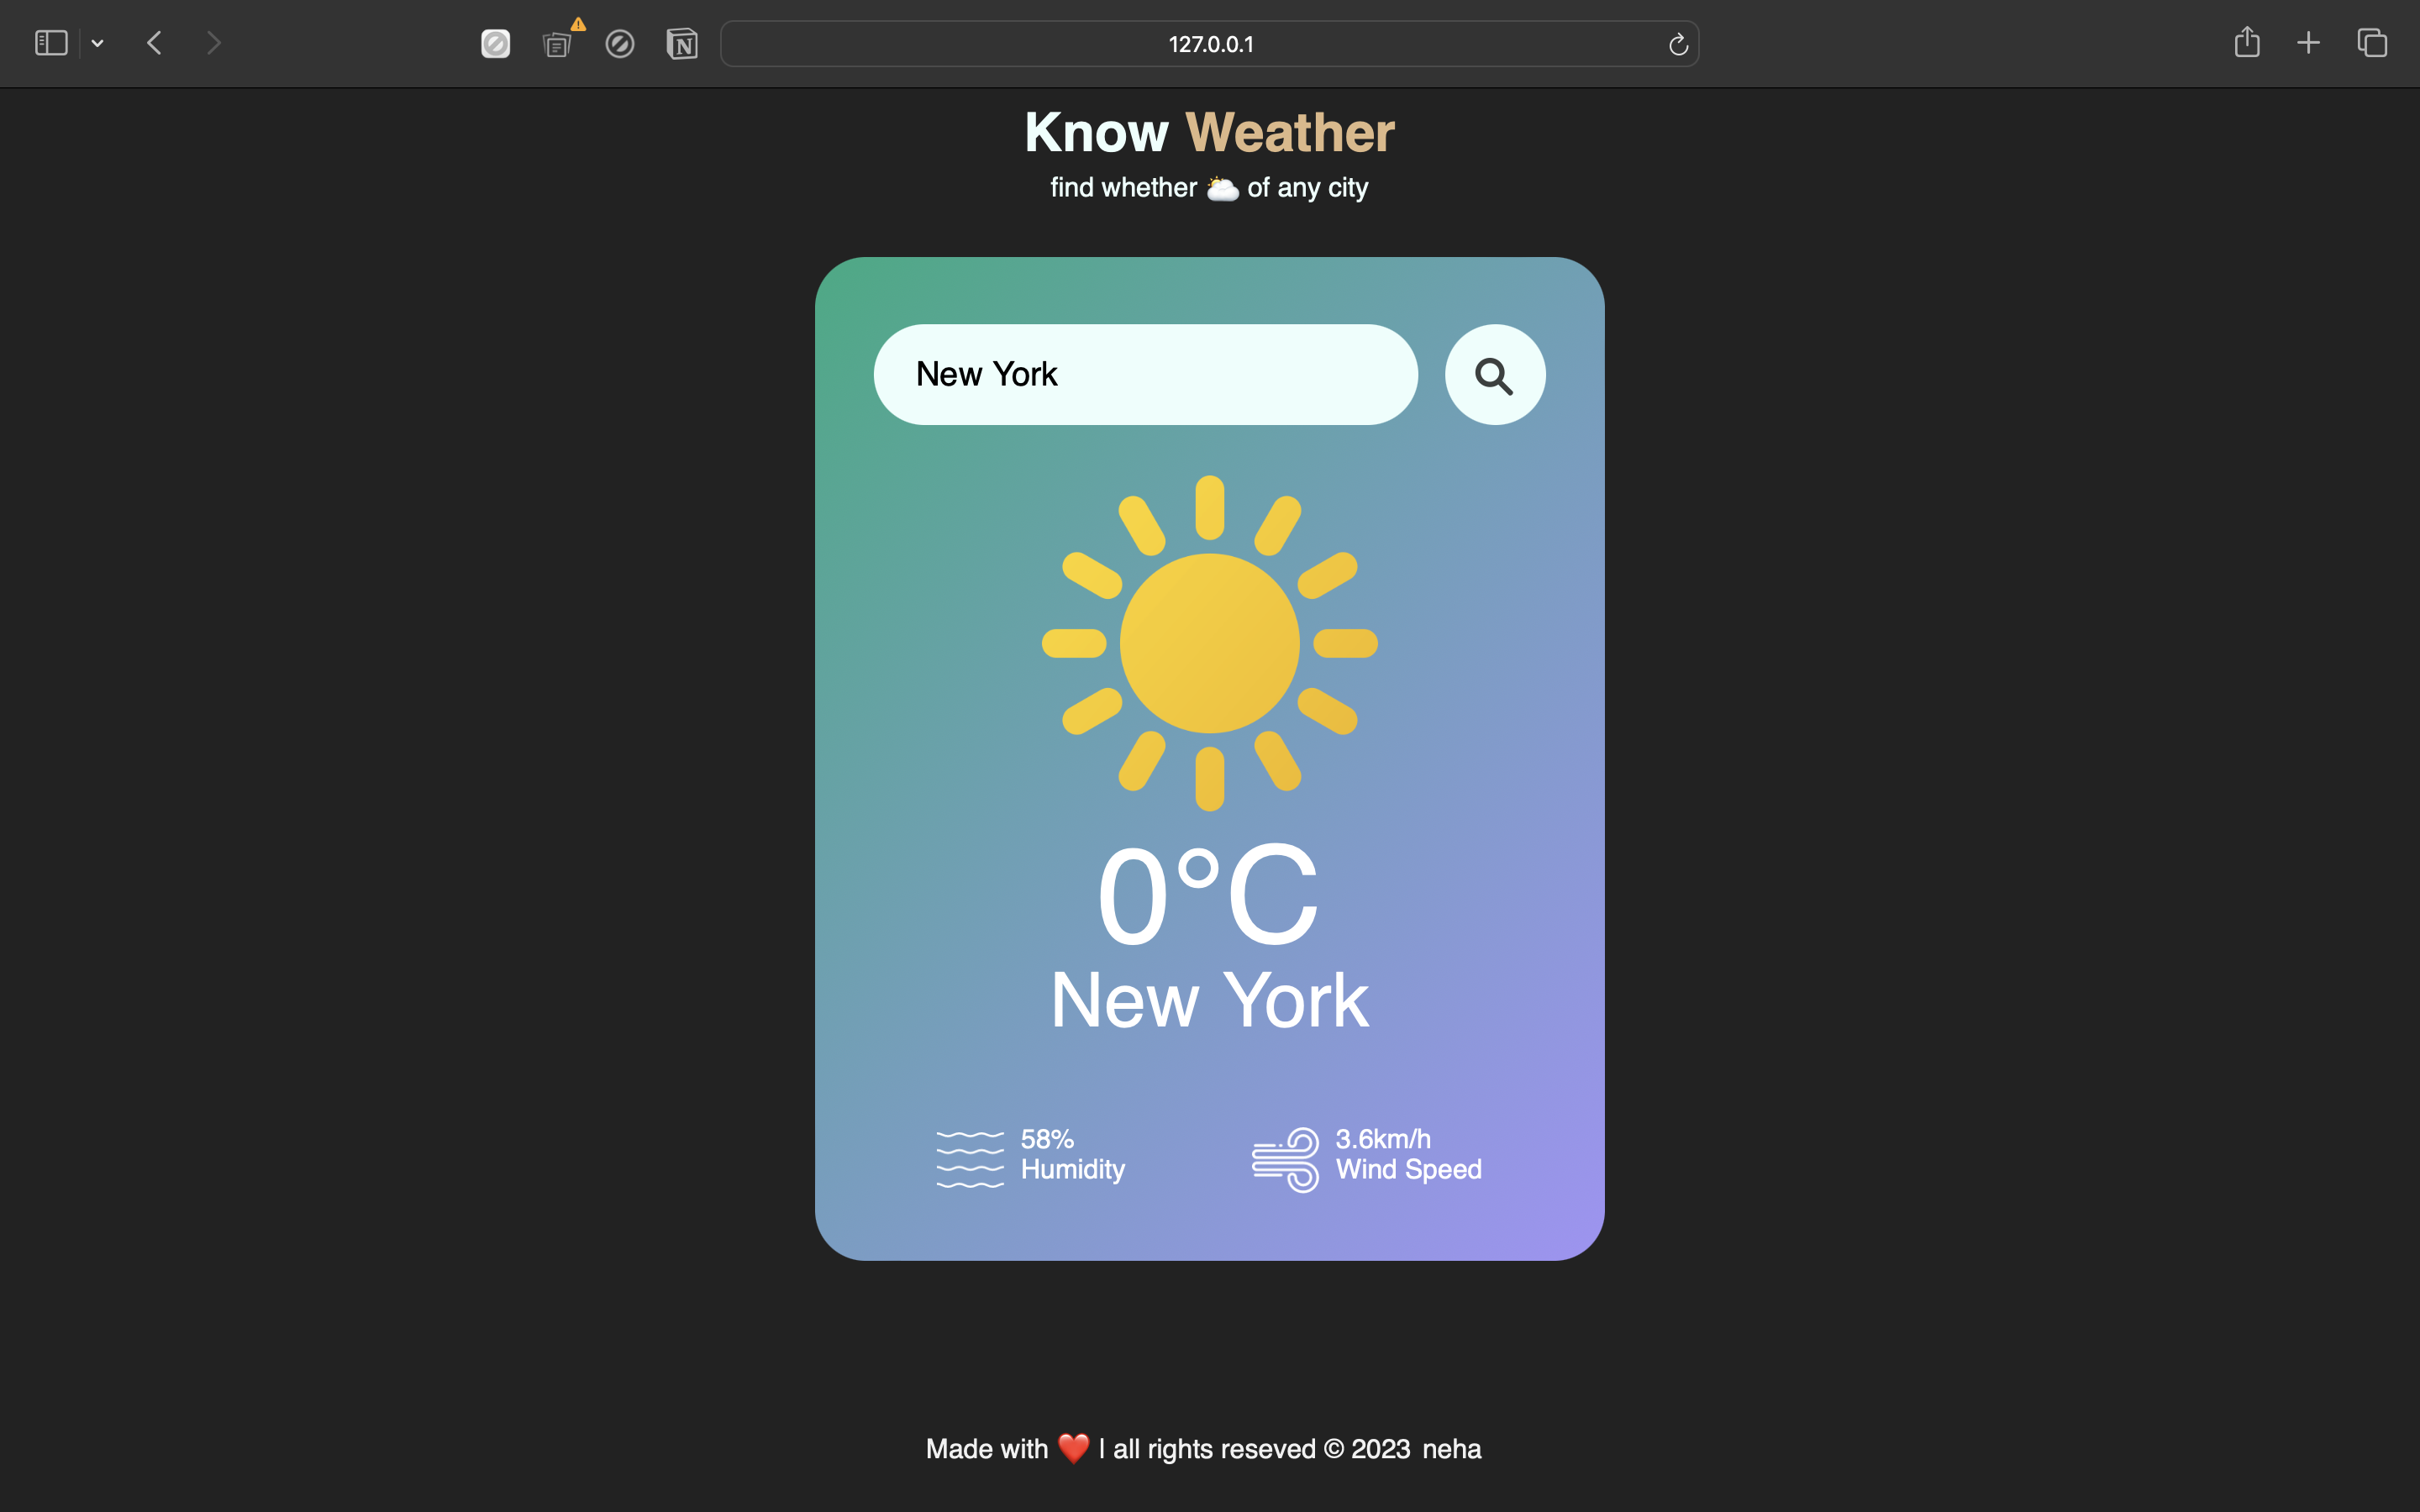 127.0.0.1
Know Weather
find whether ⛅ of any city
New York
0°C
New York
58%
Humidity
3.6km/h
Wind Speed
Made with ❤️ | all rights reseved © 2023 neha